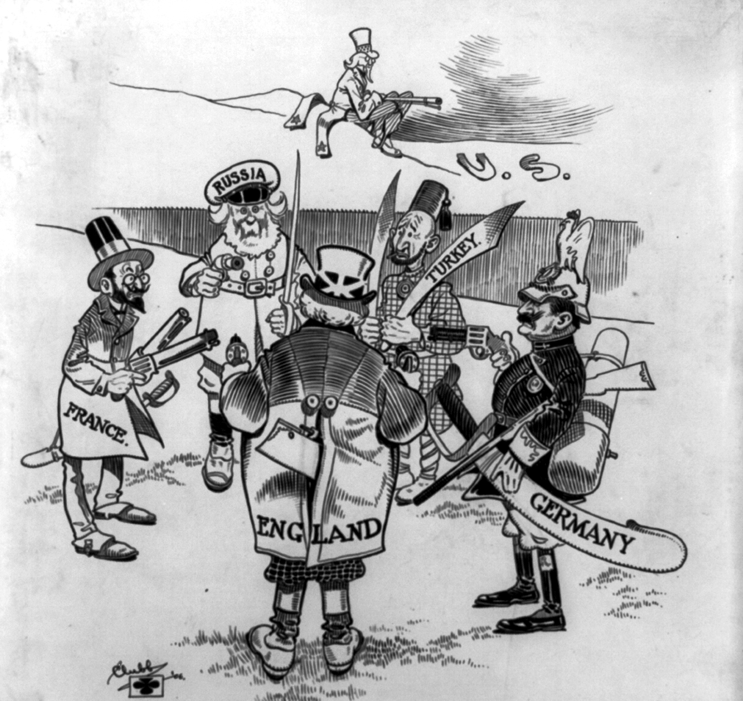 U.S.
RUSSIA
TURKEY.
FRANCE.
ENGLAND
GERMANY